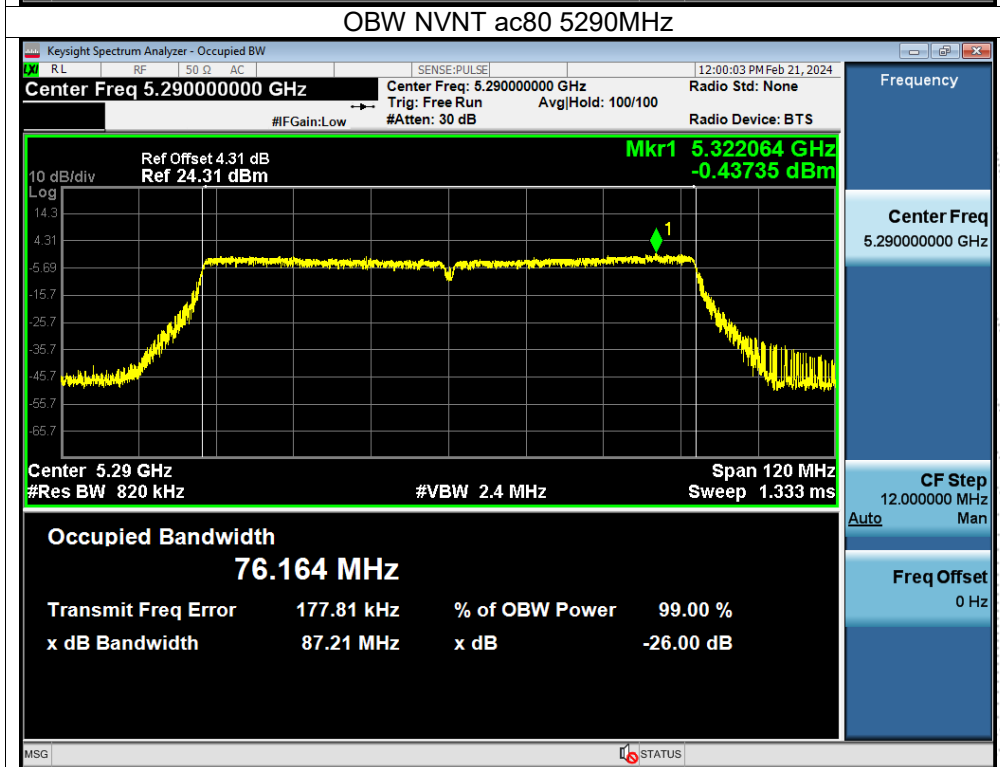 OBW NVNT ac80 5290MHz
Keysight Spectrum Analyzer - Occupied BW
LXI RL RF 50 Ω AC SENSE:PULSE 12:00:03 PM Feb 21, 2024
Center Freq 5.290000000 GHz
Center Freq: 5.290000000 GHz
Radio Std: None
Trig: Free Run Avg|Hold: 100/100
#IFGain:Low #Atten: 30 dB Radio Device: BTS
Frequency
Mkr1 5.322064 GHz
-0.43735 dBm
Ref Offset 4.31 dB
10 dB/div Ref 24.31 dBm
Log
14.3
4.31
-5.69
-15.7
-25.7
-35.7
-45.7
-55.7
-65.7
1
Center 5.29 GHz Span 120 MHz
#Res BW 820 kHz #VBW 2.4 MHz Sweep 1.333 ms
Center Freq
5.290000000 GHz
CF Step
12.000000 MHz
Auto Man
Freq Offset
0 Hz
Occupied Bandwidth
76.164 MHz
Transmit Freq Error 177.81 kHz % of OBW Power 99.00 %
x dB Bandwidth 87.21 MHz x dB -26.00 dB
MSG STATUS